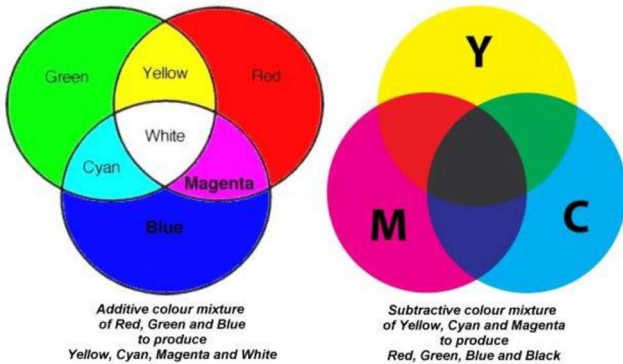 Green
Yellow
Red
White
Cyan
Magenta
Blue
Additive colour mixture
of Red, Green and Blue
to produce
Yellow, Cyan, Magenta and White
Y
M
C
Subtractive colour mixture
of Yellow, Cyan and Magenta
to produce
Red, Green, Blue and Black